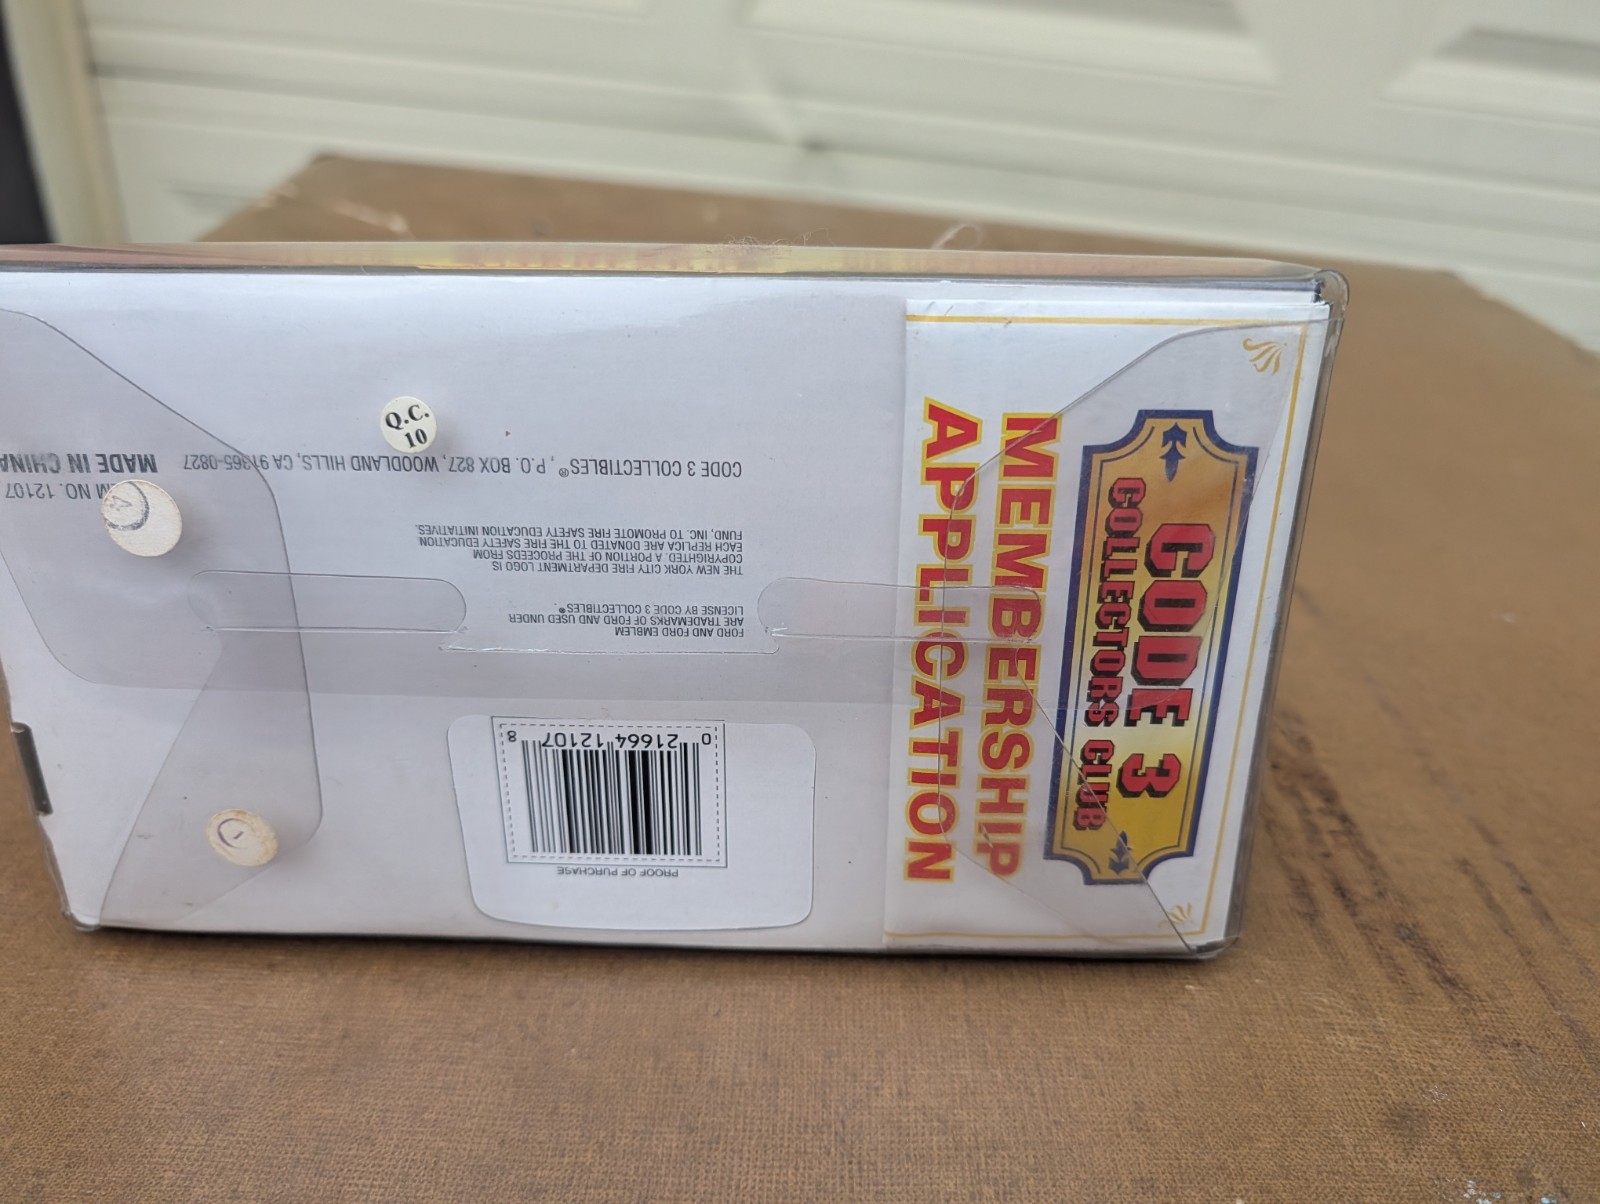 Q.C.
10
CODE 3 COLLECTIBLES®, P.O. BOX 827, WOODLAND HILLS, CA 91365-0827
MADE IN CHINA
M NO. 12107
THE NEW YORK CITY FIRE DEPARTMENT LOGO IS
COPYRIGHTED. A PORTION OF THE PROCEEDS FROM
EACH REPLICA ARE DONATED TO THE FIRE SAFETY EDUCATION
FUND, INC. TO PROMOTE FIRE SAFETY EDUCATION INITIATIVES.
FORD AND FORD EMBLEM
ARE TRADEMARKS OF FORD AND USED UNDER
LICENSE BY CODE 3 COLLECTIBLES®
PROOF OF PURCHASE
0 21664 12107 8
CODE 3
COLLECTORS CLUB
MEMBERSHIP
APPLICATION